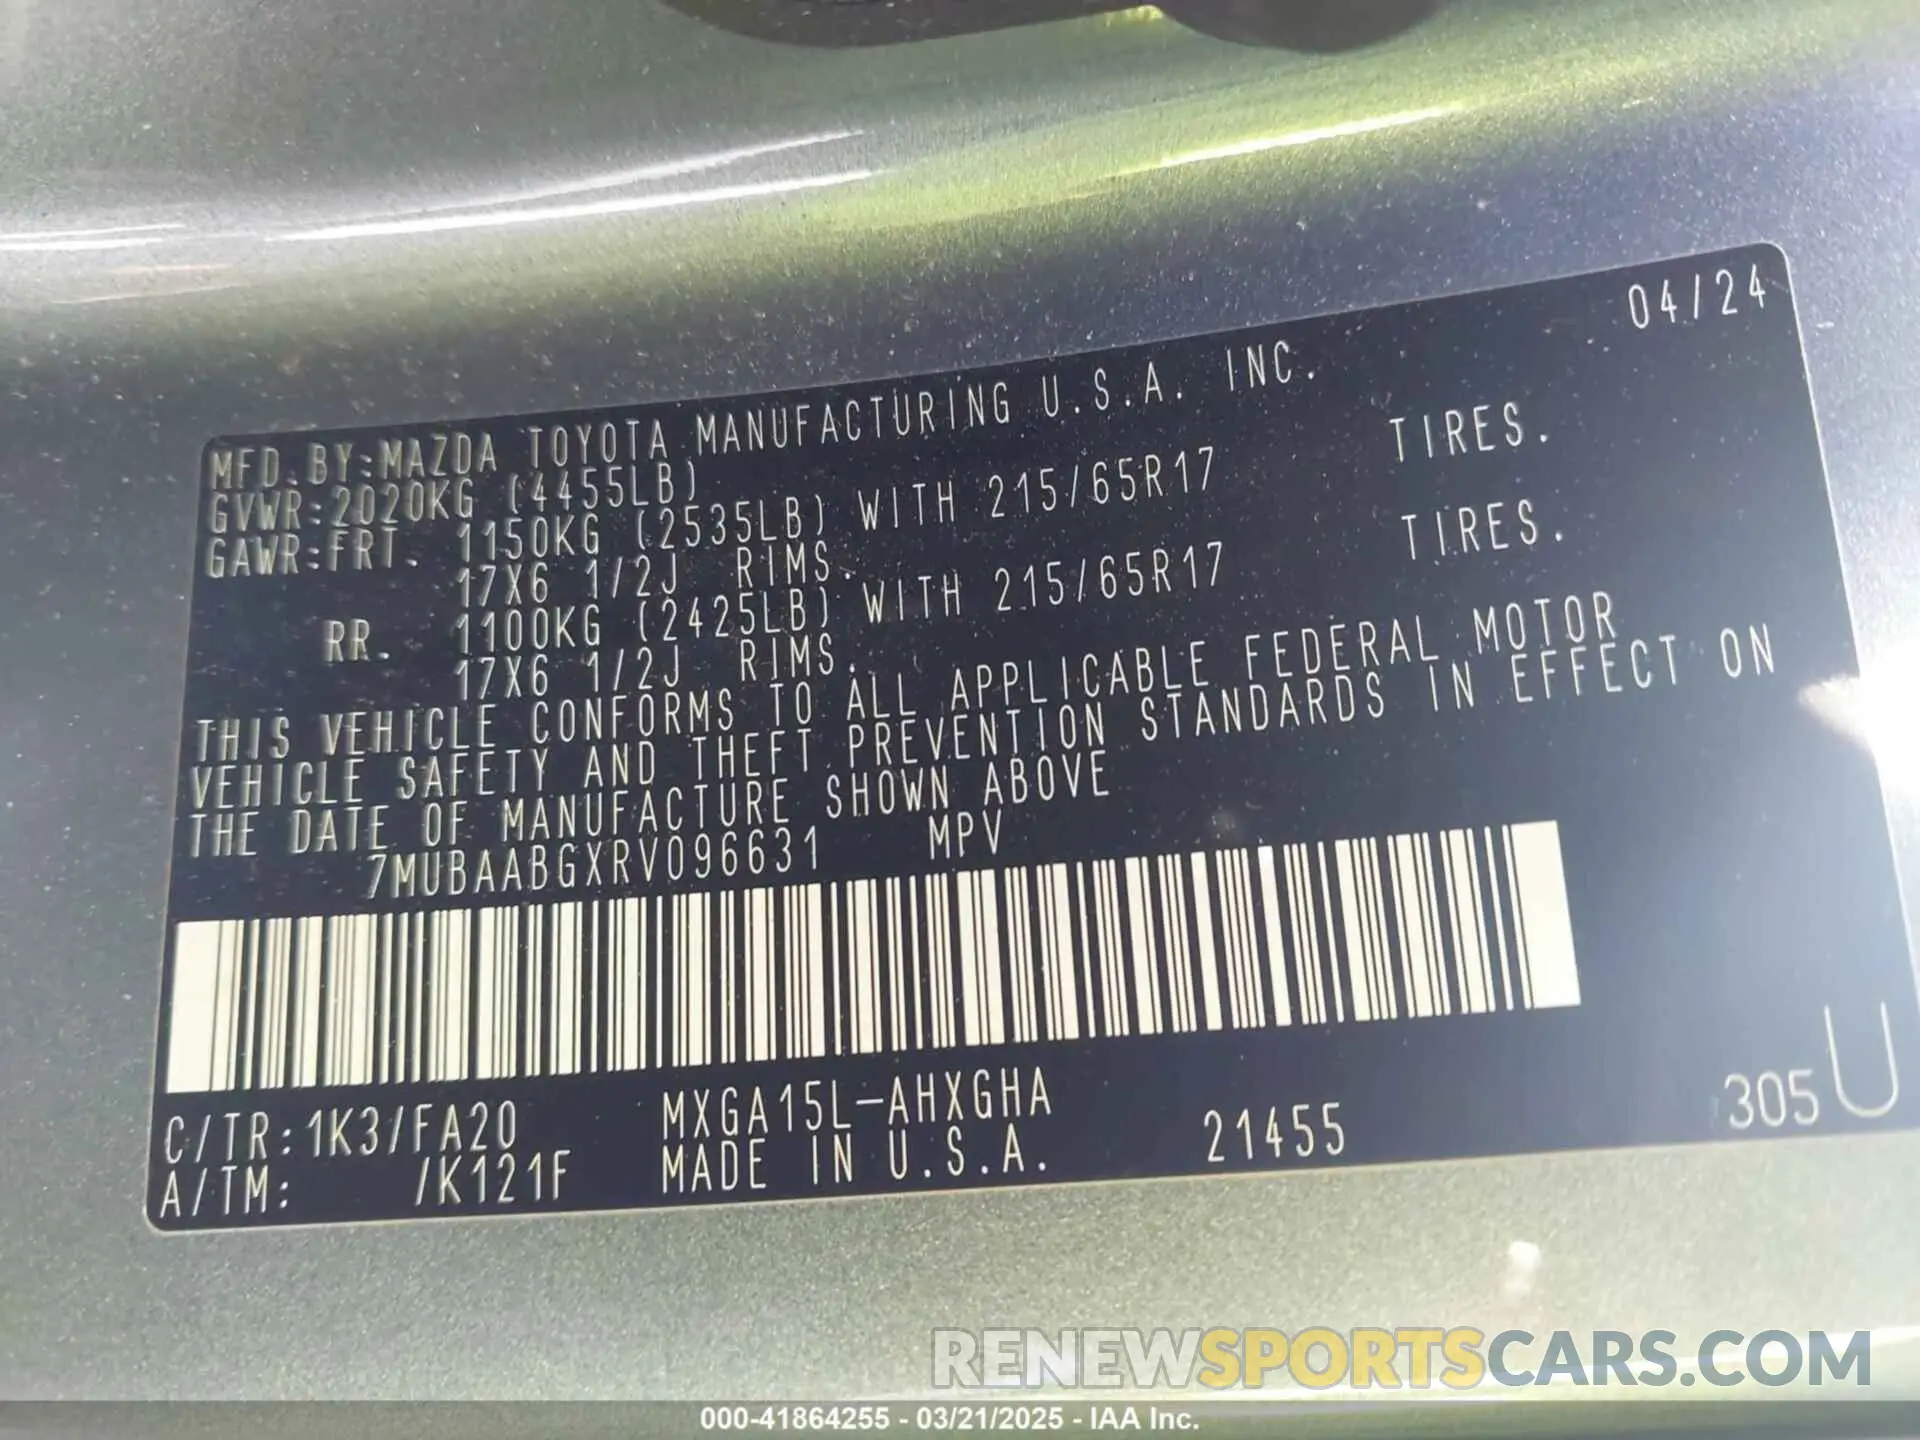 04/24
MFD.BY:MAZDA TOYOTA MANUFACTURING U.S.A. INC.
GVWR:2020KG (4455LB)
GAWR:FRT. 1150KG (2535LB) WITH 215/65R17 TIRES.
17X6 1/2J RIMS.
RR. 1100KG (2425LB) WITH 215/65R17 TIRES.
17X6 1/2J RIMS.
THIS VEHICLE CONFORMS TO ALL APPLICABLE FEDERAL MOTOR
VEHICLE SAFETY AND THEFT PREVENTION STANDARDS IN EFFECT ON
THE DATE OF MANUFACTURE SHOWN ABOVE
7MUBAABGXRV096631 MPV
C/TR:1K3/FA20 MXGA15L-AHXGHA
A/TM: /K121F MADE IN U.S.A. 21455 305U
RENEWSPORTSCARS.COM
000-41864255 - 03/21/2025 - IAA Inc.